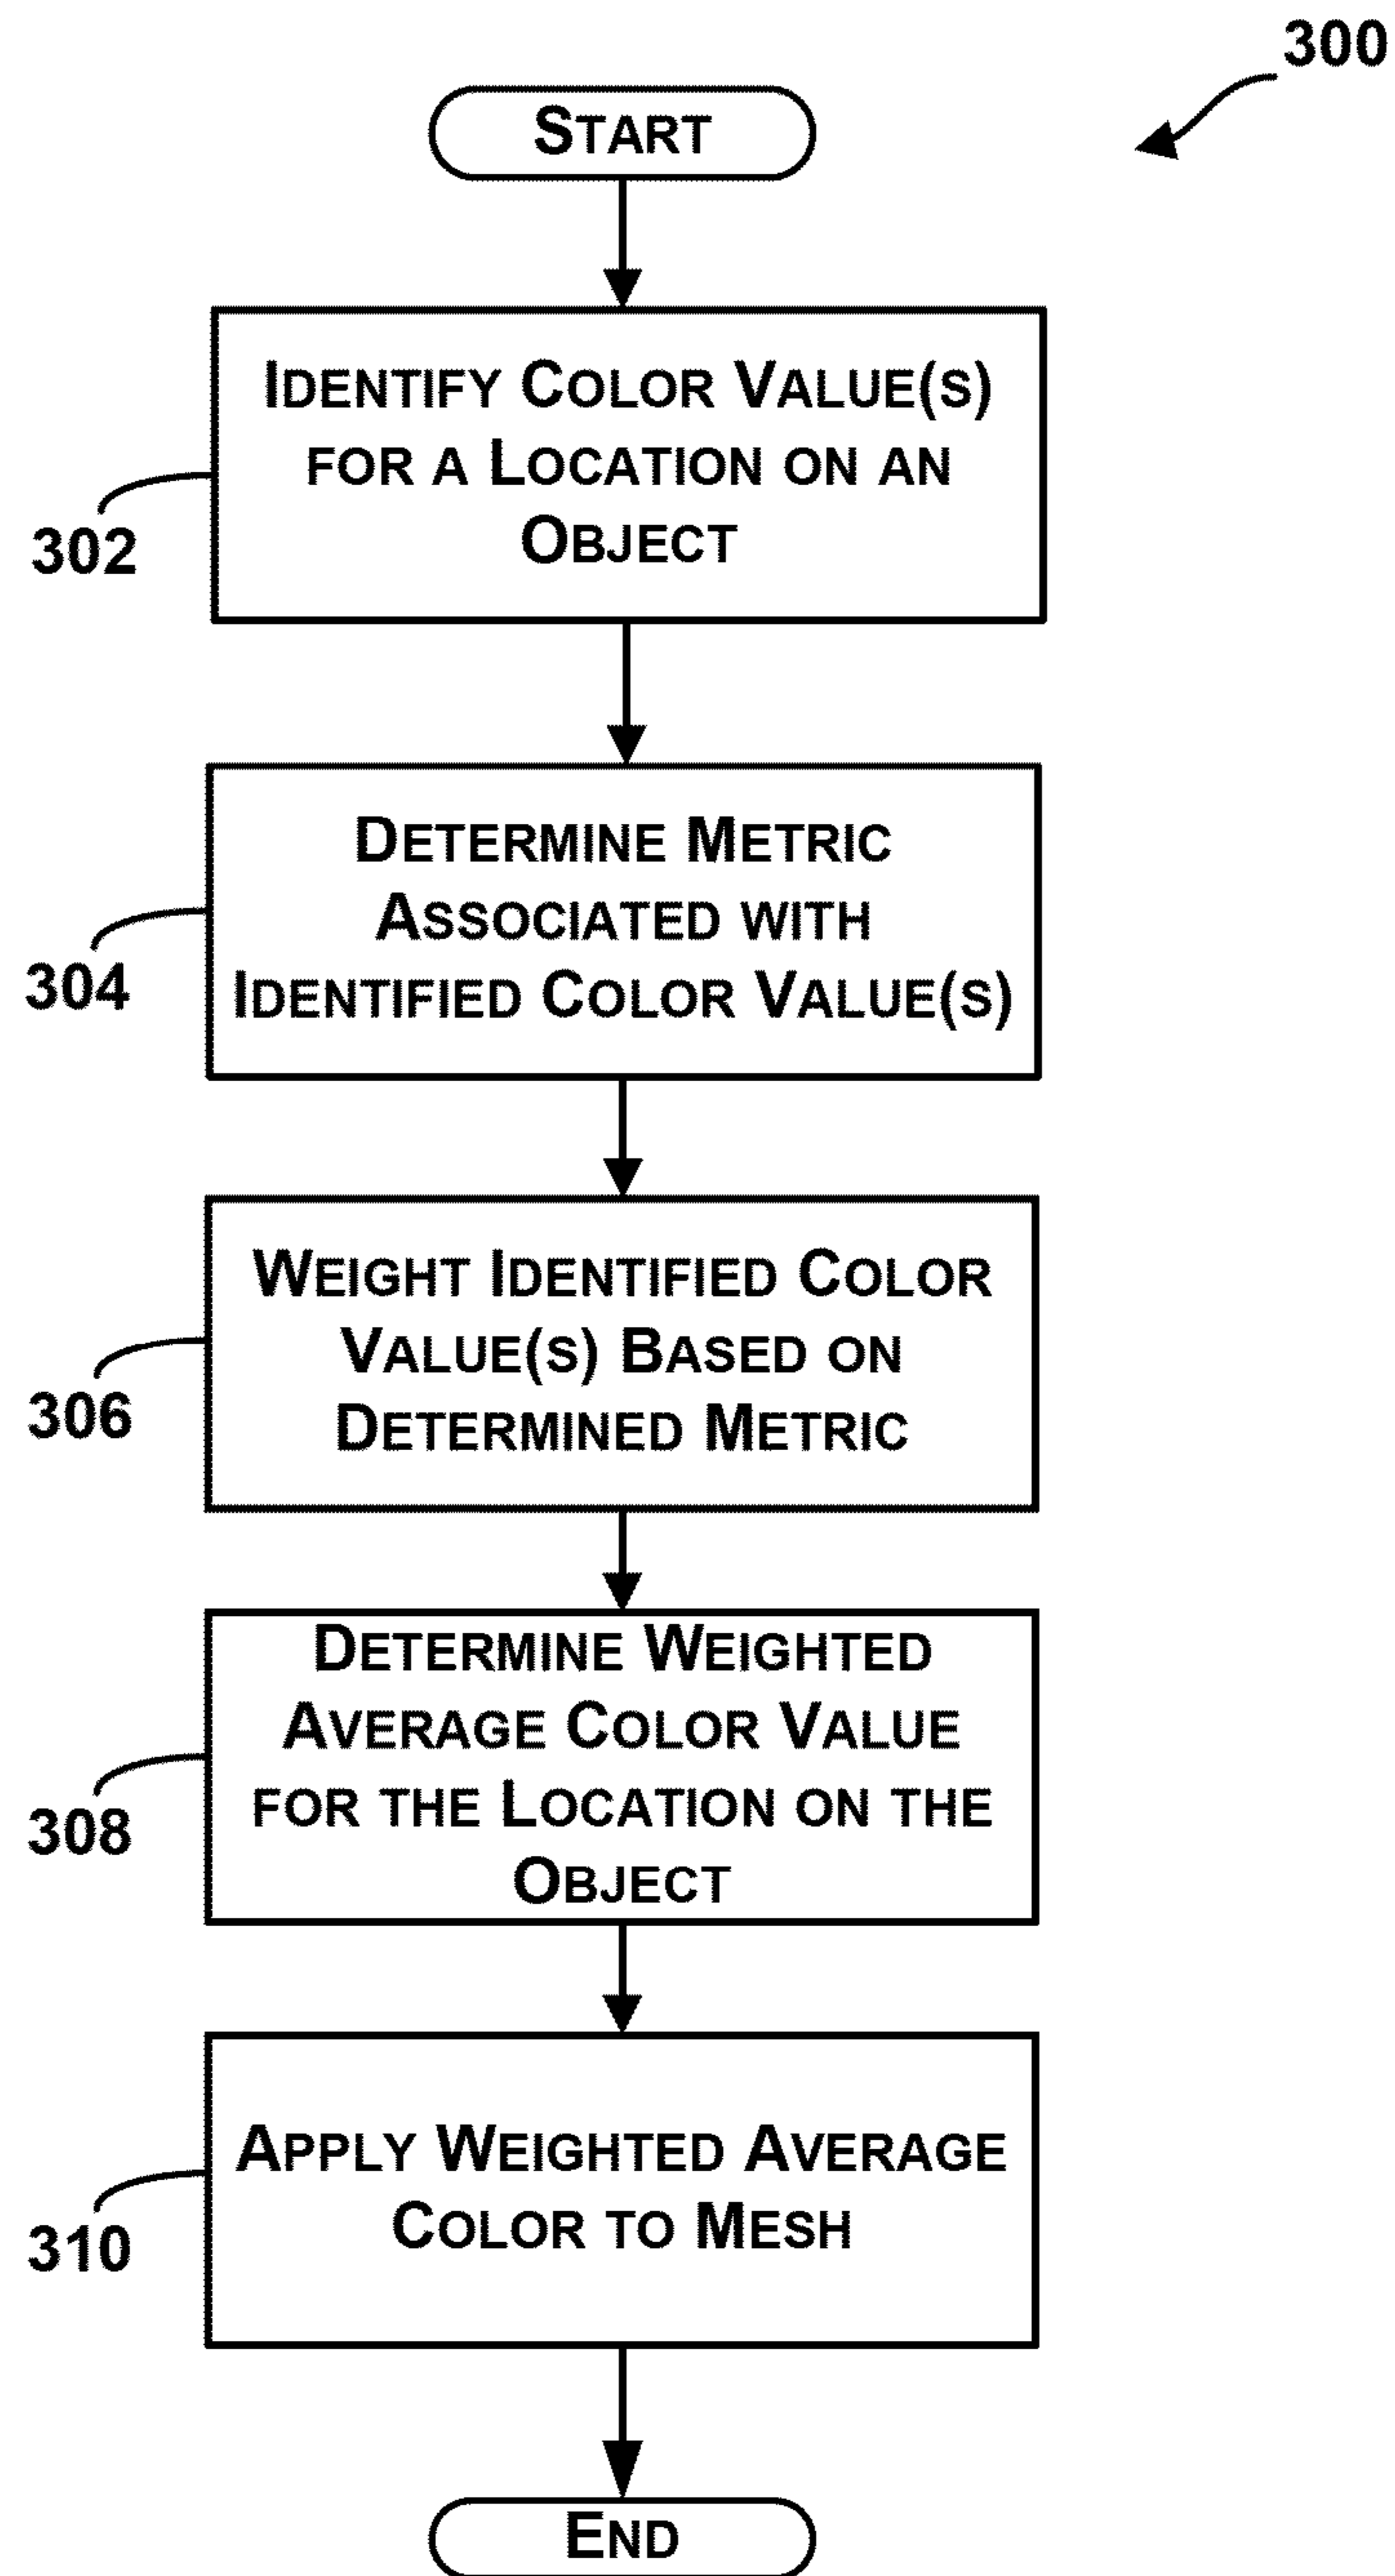 300
START
IDENTIFY COLOR VALUE(S)
FOR A LOCATION ON AN
OBJECT
302
DETERMINE METRIC
ASSOCIATED WITH
IDENTIFIED COLOR VALUE(S)
304
WEIGHT IDENTIFIED COLOR
VALUE(S) BASED ON
DETERMINED METRIC
306
DETERMINE WEIGHTED
AVERAGE COLOR VALUE
FOR THE LOCATION ON THE
OBJECT
308
APPLY WEIGHTED AVERAGE
COLOR TO MESH
310
END